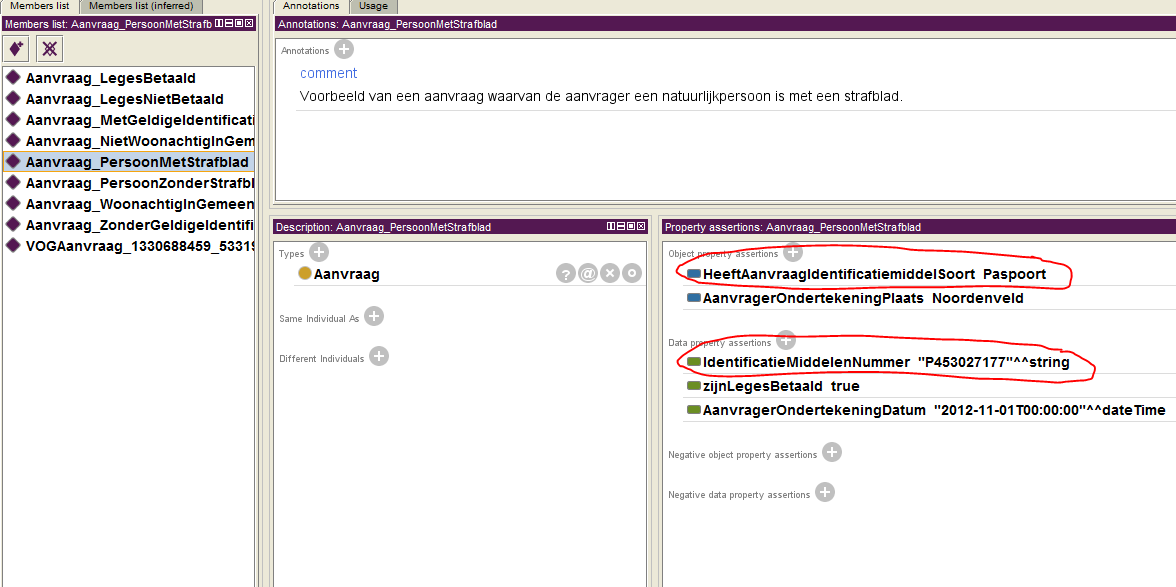 Members list
Members list (inferred)
Members list: Aanvraag_PersoonMetStrafb
Aanvraag_LegesBetaald
Aanvraag_LegesNietBetaald
Aanvraag_MetGeldigeIdentificati
Aanvraag_NietWoonachtigInGem
Aanvraag_PersoonMetStrafblad
Aanvraag_PersoonZonderStrafbl
Aanvraag_WoonachtigInGemeen
Aanvraag_ZonderGeldigeIdentifi
VOGAanvraag_1330688459_53319
Annotations
Usage
Annotations: Aanvraag_PersoonMetStrafblad
Annotations
comment
Voorbeeld van een aanvraag waarvan de aanvrager een natuurlijkpersoon is met een strafblad.
Description: Aanvraag_PersoonMetStrafblad
Types
Aanvraag
Same Individual As
Different Individuals
Property assertions: Aanvraag_PersoonMetStrafblad
Object property assertions
HeeftAanvraagIdentificatiemiddelSoort Paspoort
AanvragerOndertekeningPlaats Noordenveld
Data property assertions
IdentificatieMiddelenNummer "P453027177"^^string
zijnLegesBetaald true
AanvragerOndertekeningDatum "2012-11-01T00:00:00"^^dateTime
Negative object property assertions
Negative data property assertions